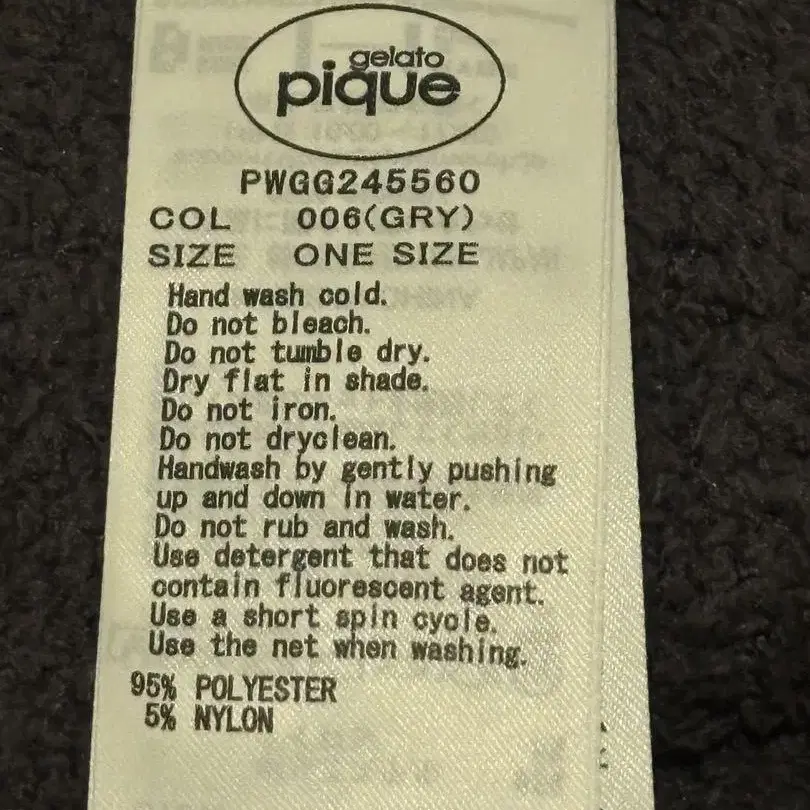 gelato
pique
PWGG245560
COL 006(GRY)
SIZE ONE SIZE
Hand wash cold.
Do not bleach.
Do not tumble dry.
Dry flat in shade.
Do not iron.
Do not dryclean.
Handwash by gently pushing
up and down in water.
Do not rub and wash.
Use detergent that does not
contain fluorescent agent.
Use a short spin cycle.
Use the net when washing.
95% POLYESTER
5% NYLON